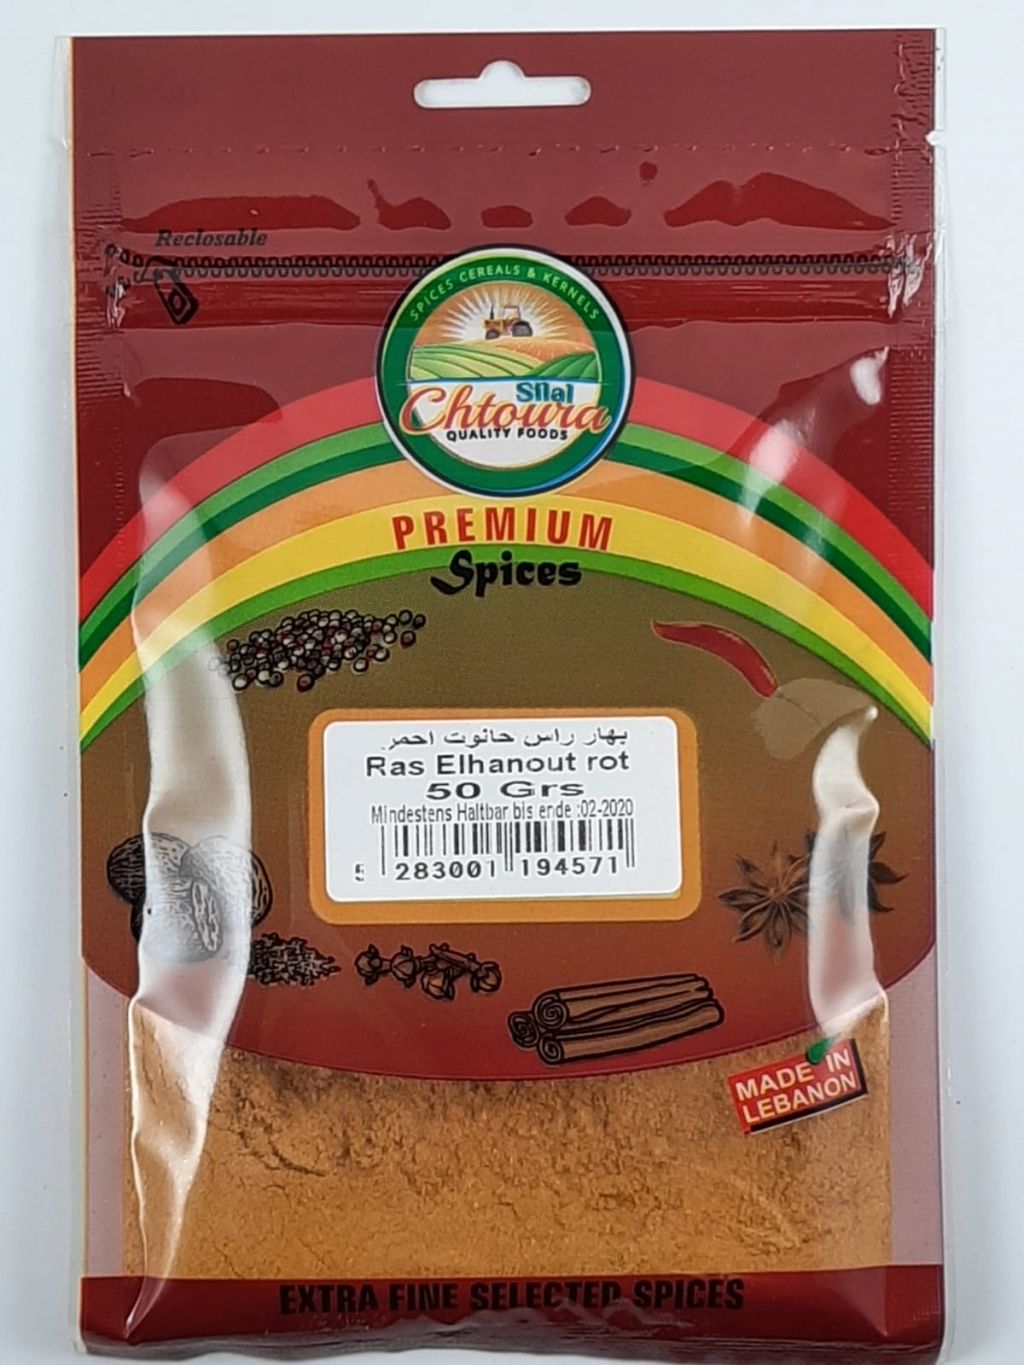 Reclosable
SPICES CEREALS & KERNELS
Silal
Chtoura
QUALITY FOODS
PREMIUM
Spices
بهار راس حانوت احمر
Ras Elhanout rot
50 Grs
Mindestens Haltbar bis ende :02-2020
5 283001 194571
MADE IN
LEBANON
EXTRA FINE SELECTED SPICES